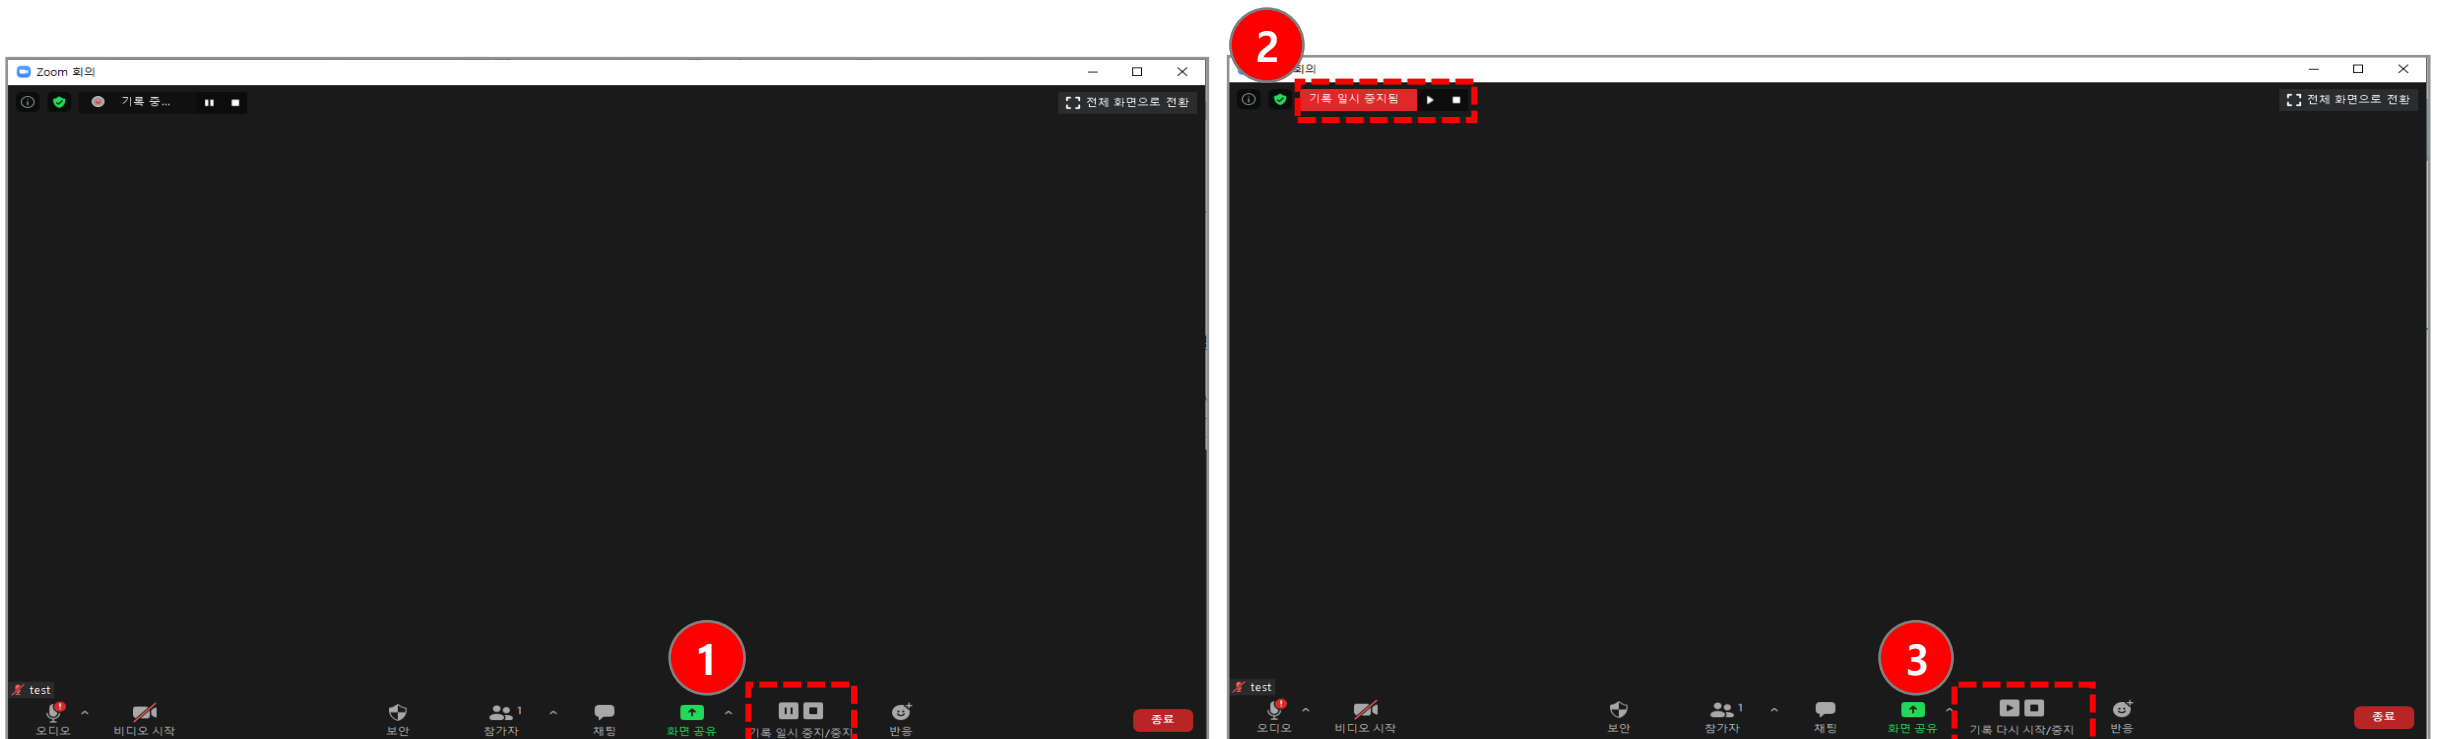 Zoom 회의
기록 중...
전체 화면으로 전환
test
오디오
비디오 시작
보안
1
참가자
채팅
화면 공유
1
기록 일시 중지/중지
반응
종료
2
회의
기록 일시 중지됨
전체 화면으로 전환
test
오디오
비디오 시작
보안
1
참가자
채팅
화면 공유
3
기록 다시 시작/중지
반응
종료